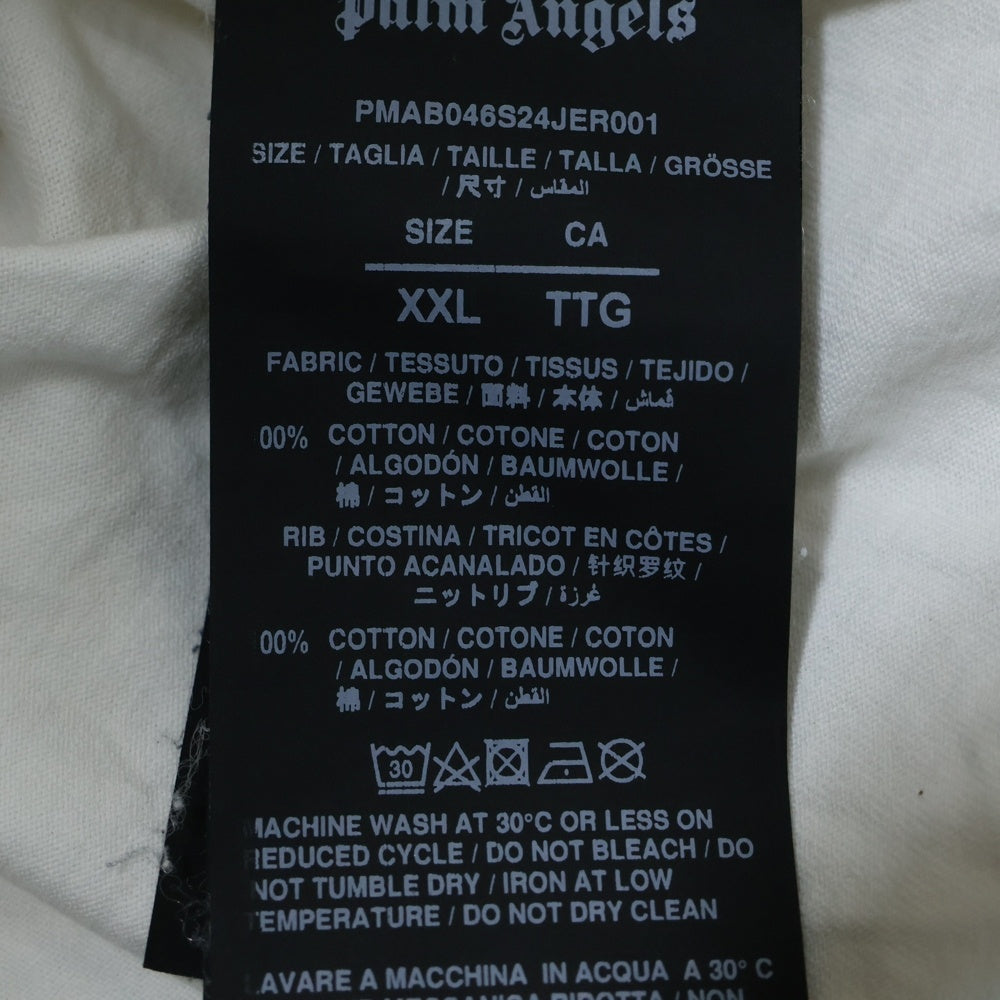 Palm Angels
PMAB046S24JER001
SIZE / TAGLIA / TAILLE / TALLA / GRÖSSE
/ 尺寸 / المقاس
SIZE CA
XXL TTG
FABRIC / TESSUTO / TISSUS / TEJIDO /
GEWEBE / 面料 / 本体 / قماش
00% COTTON / COTONE / COTON
/ ALGODÓN / BAUMWOLLE /
棉 / コットン / القطن
RIB / COSTINA / TRICOT EN CÔTES /
PUNTO ACANALADO / 针织罗纹 /
ニットリブ / غرزة
00% COTTON / COTONE / COTON
/ ALGODÓN / BAUMWOLLE /
棉 / コットン / القطن
30
MACHINE WASH AT 30°C OR LESS ON
REDUCED CYCLE / DO NOT BLEACH / DO
NOT TUMBLE DRY / IRON AT LOW
TEMPERATURE / DO NOT DRY CLEAN
LAVARE A MACCHINA IN ACQUA A 30° C
MECCANICA RIDOTTA / NON